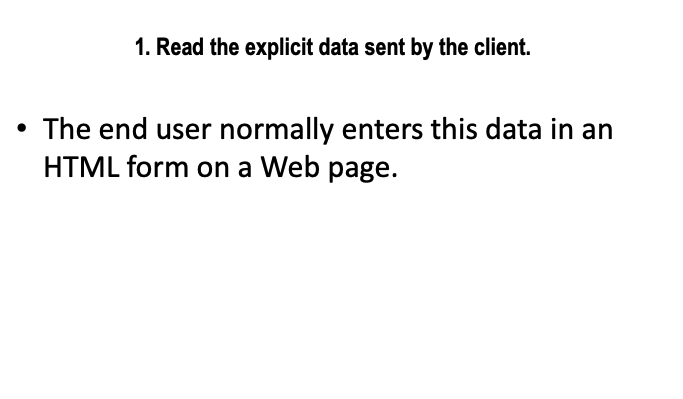 1. Read the explicit data sent by the client.
• The end user normally enters this data in an
HTML form on a Web page.